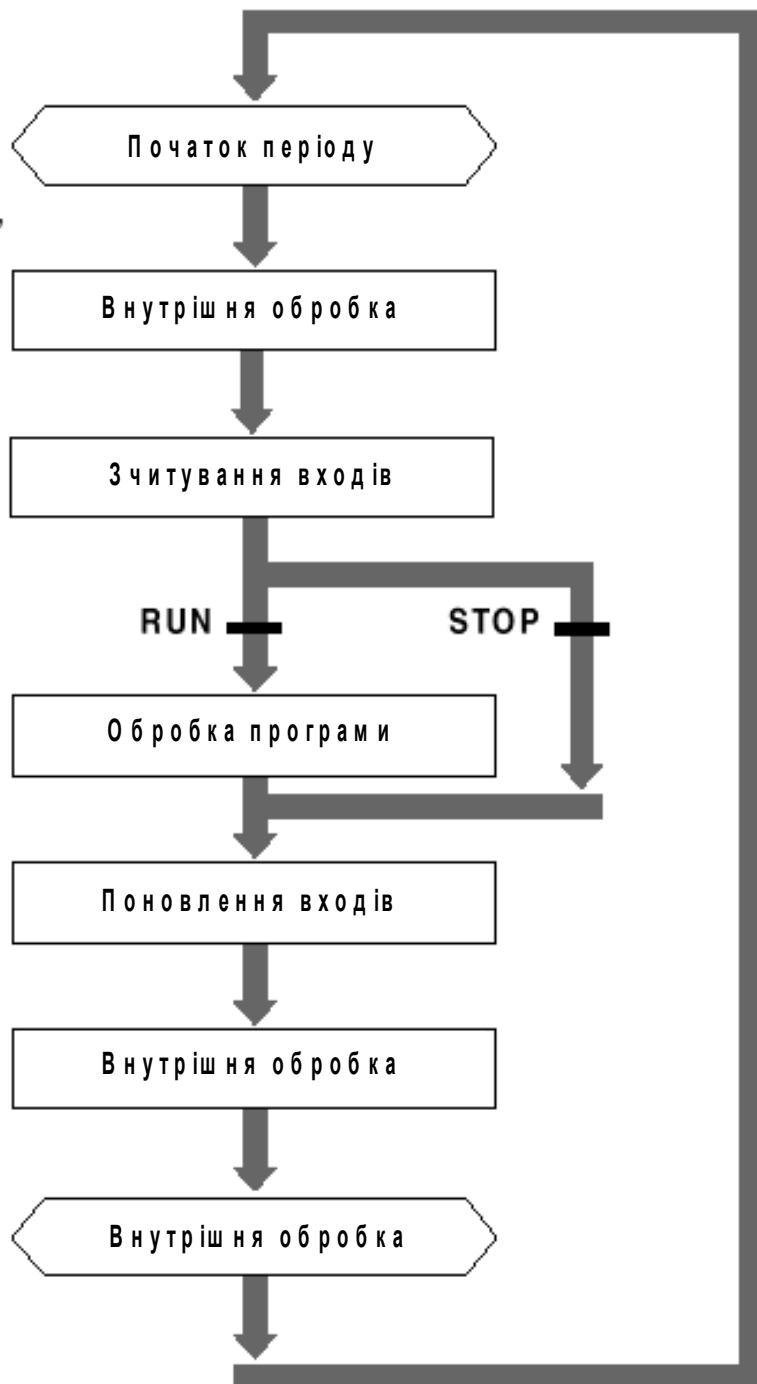 Початок періоду
Внутрішня обробка
Зчитування входів
RUN STOP
Обробка програми
Поновлення входів
Внутрішня обробка
Внутрішня обробка